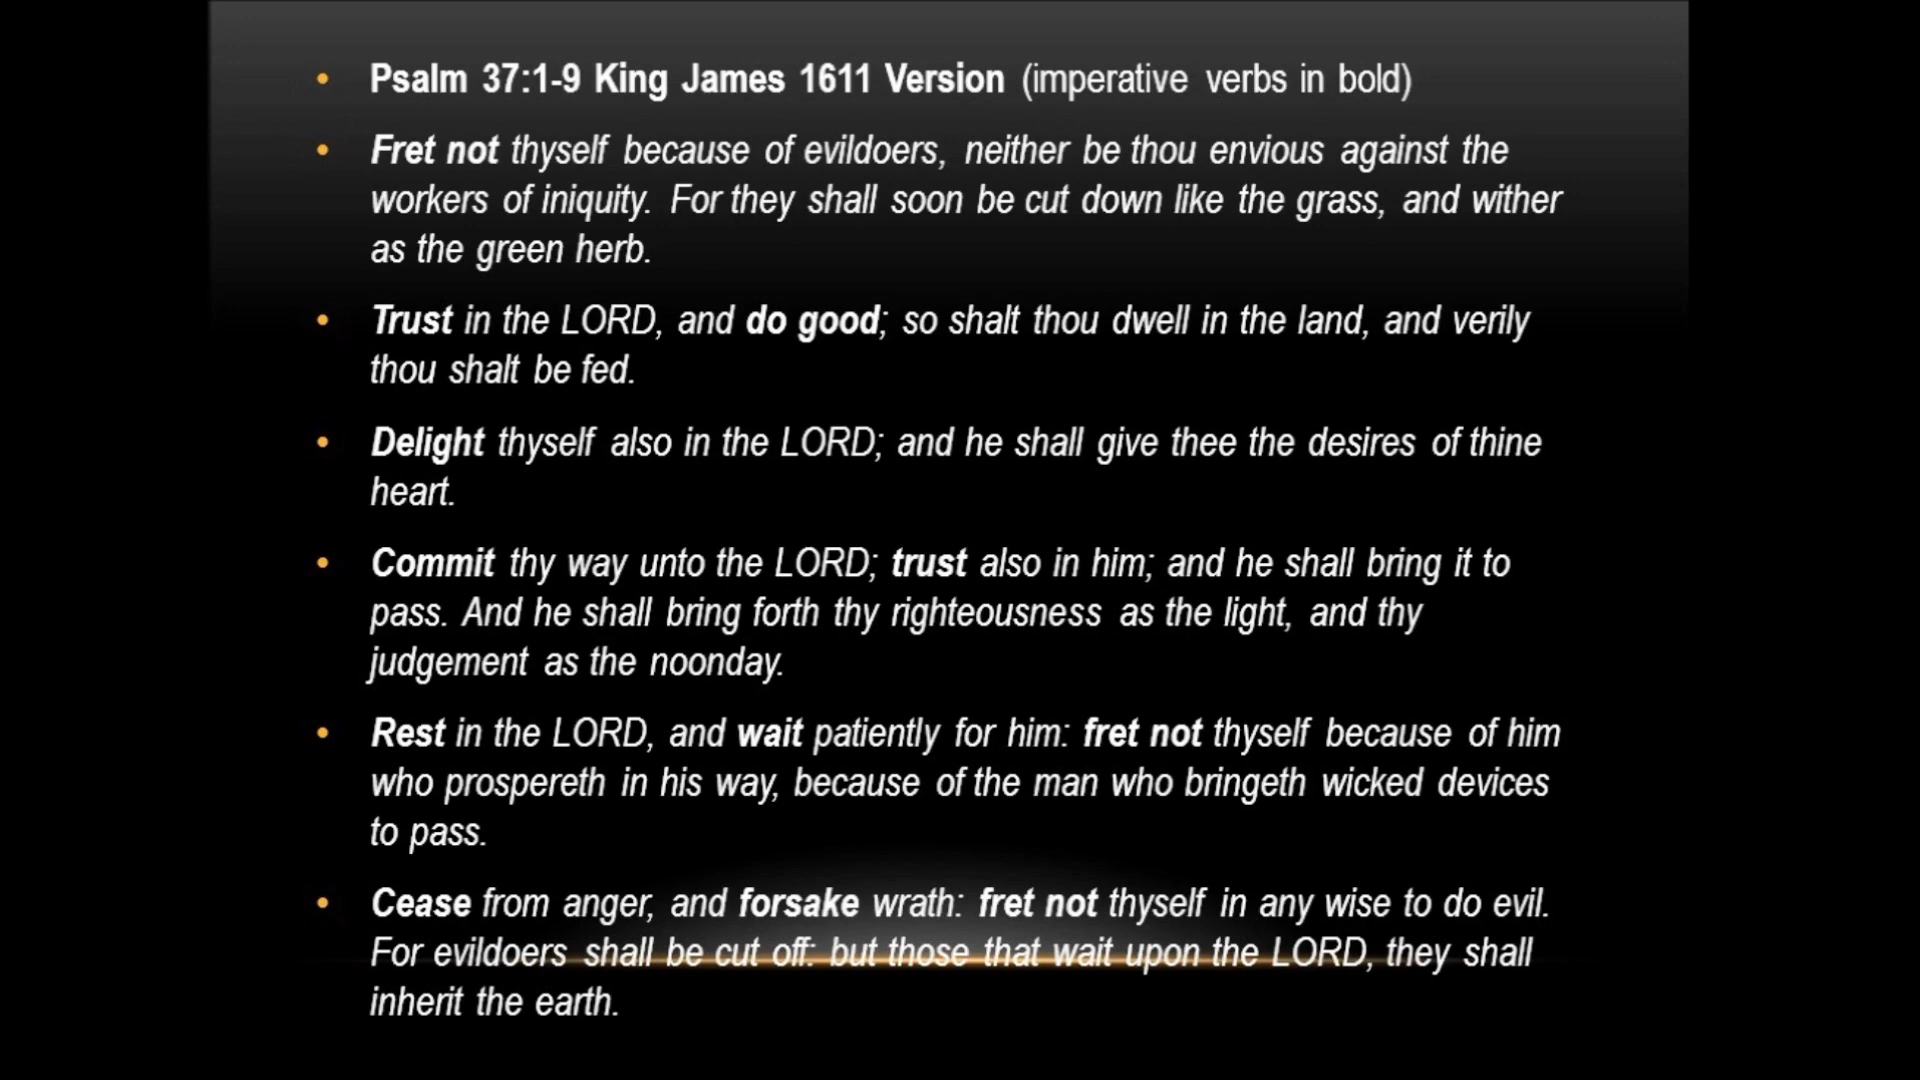 • Psalm 37:1-9 King James 1611 Version (imperative verbs in bold)
• Fret not thyself because of evildoers, neither be thou envious against the
workers of iniquity. For they shall soon be cut down like the grass, and wither
as the green herb.
• Trust in the LORD, and do good; so shalt thou dwell in the land, and verily
thou shalt be fed.
• Delight thyself also in the LORD; and he shall give thee the desires of thine
heart.
• Commit thy way unto the LORD; trust also in him; and he shall bring it to
pass. And he shall bring forth thy righteousness as the light, and thy
judgement as the noonday.
• Rest in the LORD, and wait patiently for him: fret not thyself because of him
who prospereth in his way, because of the man who bringeth wicked devices
to pass.
• Cease from anger, and forsake wrath: fret not thyself in any wise to do evil.
For evildoers shall be cut off: but those that wait upon the LORD, they shall
inherit the earth.